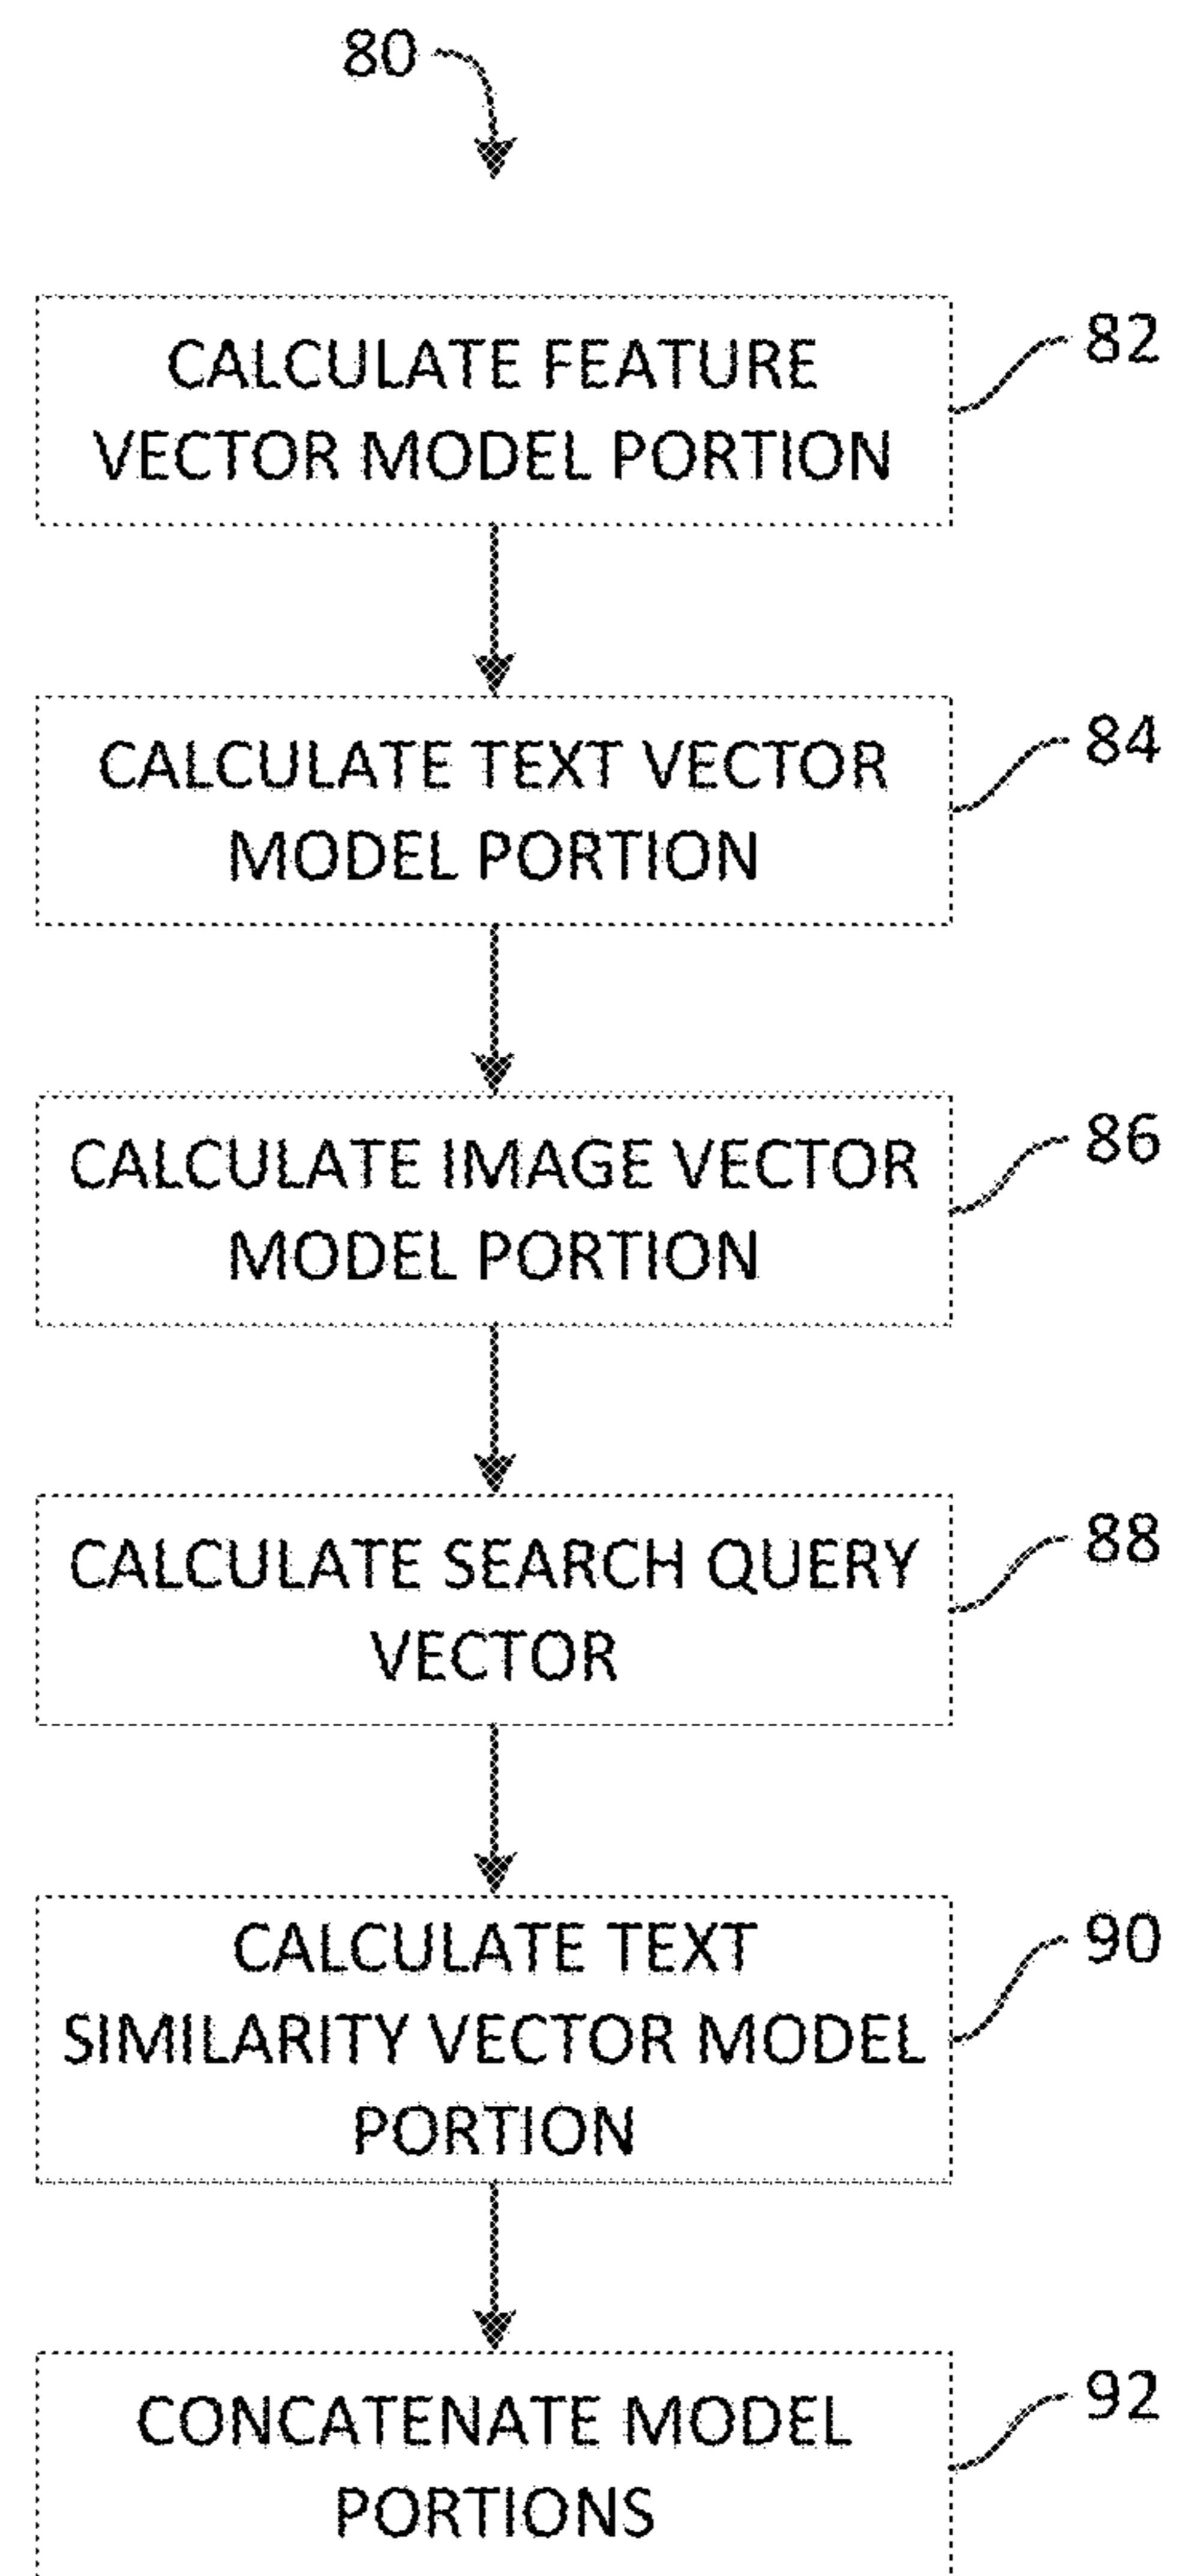 80
CALCULATE FEATURE
VECTOR MODEL PORTION
82
CALCULATE TEXT VECTOR
MODEL PORTION
84
CALCULATE IMAGE VECTOR
MODEL PORTION
86
CALCULATE SEARCH QUERY
VECTOR
88
CALCULATE TEXT
SIMILARITY VECTOR MODEL
PORTION
90
CONCATENATE MODEL
PORTIONS
92